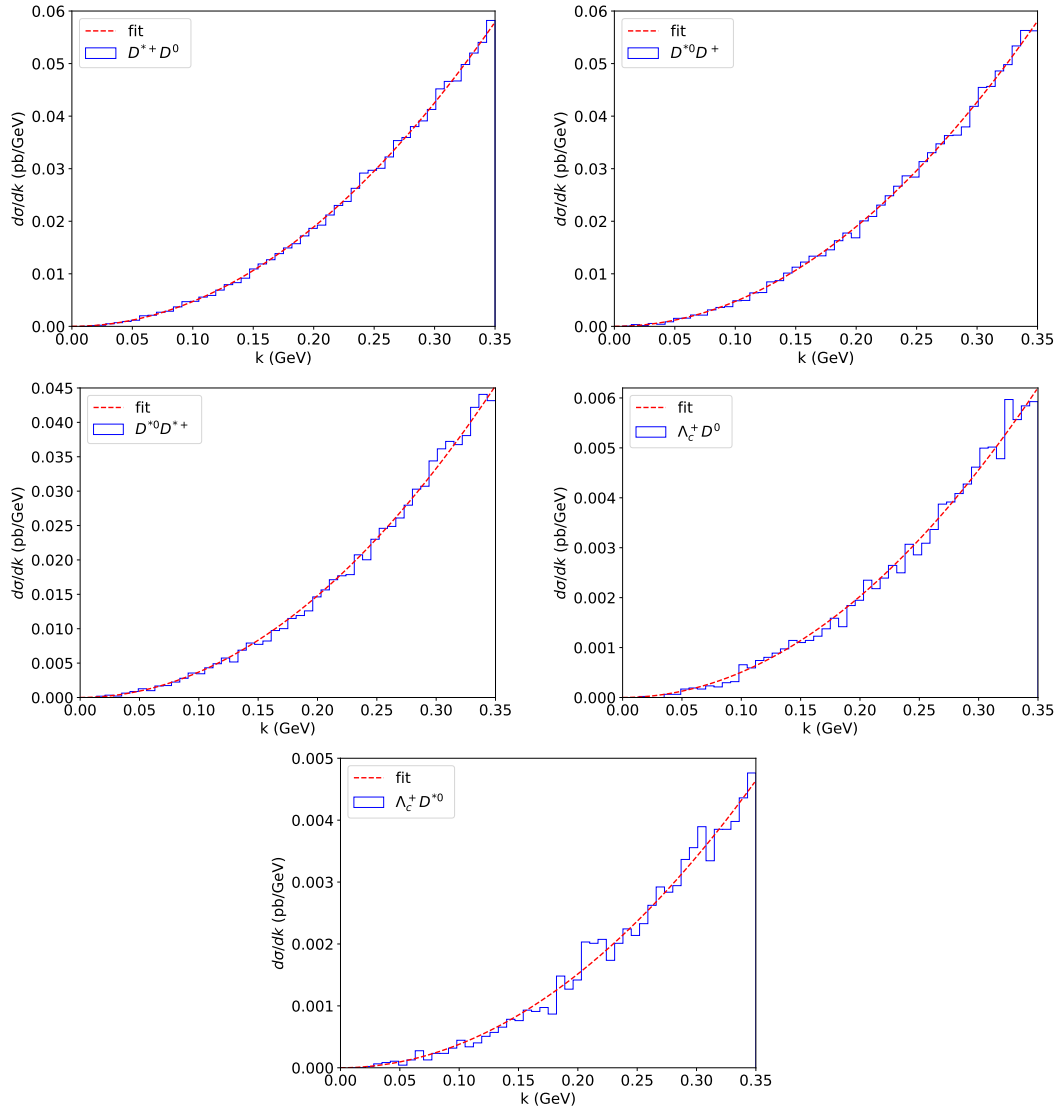 0.06
0.05
0.04
0.03
0.02
0.01
0.00
dσ/dk (pb/GeV)
fit
D*+ D0
0.00 0.05 0.10 0.15 0.20 0.25 0.30 0.35
k (GeV)
0.06
0.05
0.04
0.03
0.02
0.01
0.00
dσ/dk (pb/GeV)
fit
D*0 D+
0.00 0.05 0.10 0.15 0.20 0.25 0.30 0.35
k (GeV)
0.045
0.040
0.035
0.030
0.025
0.020
0.015
0.010
0.005
0.000
dσ/dk (pb/GeV)
fit
D*0 D*+
0.00 0.05 0.10 0.15 0.20 0.25 0.30 0.35
k (GeV)
0.006
0.005
0.004
0.003
0.002
0.001
0.000
dσ/dk (pb/GeV)
fit
Λc+ D0
0.00 0.05 0.10 0.15 0.20 0.25 0.30 0.35
k (GeV)
0.005
0.004
0.003
0.002
0.001
0.000
dσ/dk (pb/GeV)
fit
Λc+ D*0
0.00 0.05 0.10 0.15 0.20 0.25 0.30 0.35
k (GeV)